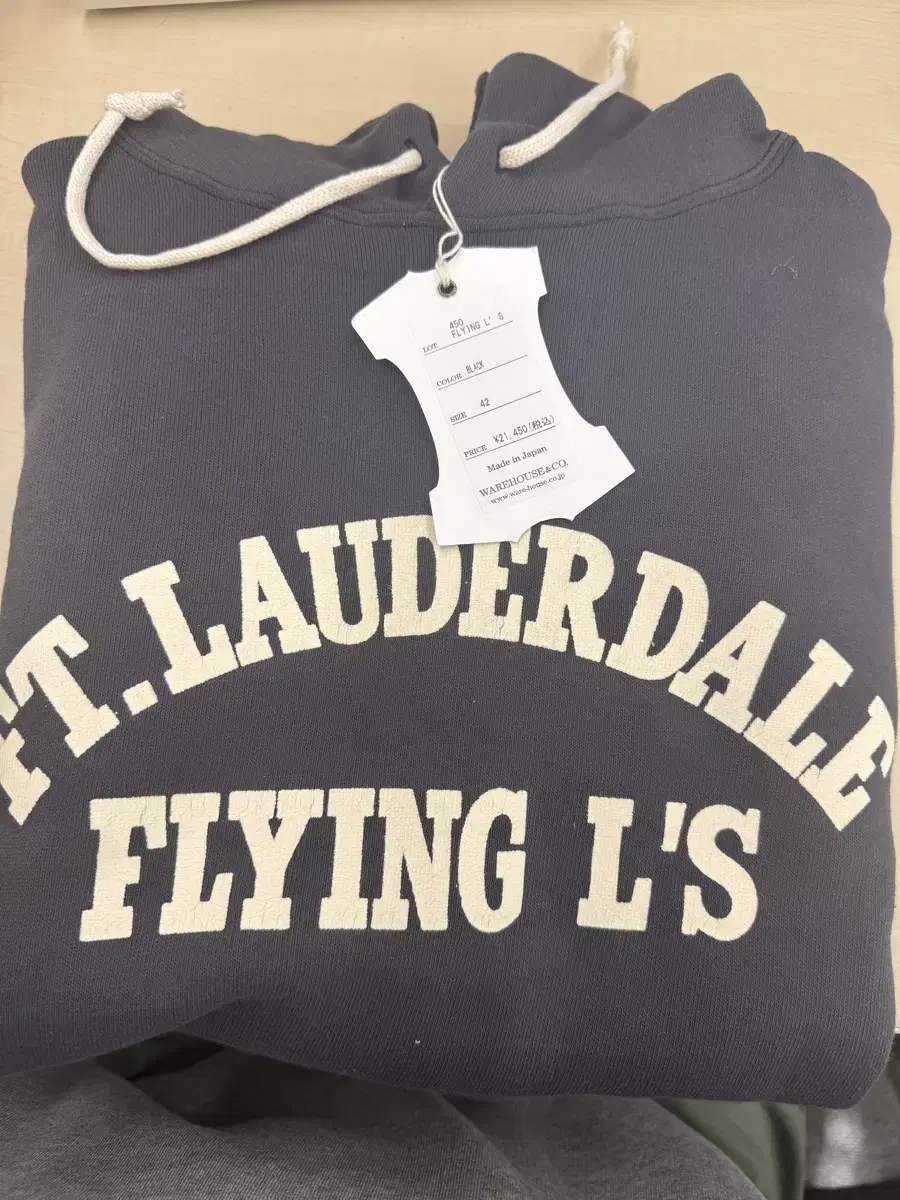 450
LOT. FLYING L' S
COLOR BLACK
SIZE 42
PRICE ¥21,450(税込)
Made in Japan
WAREHOUSE&CO.
www.ware-house.co.jp
FT.LAUDERDALE
FLYING L'S